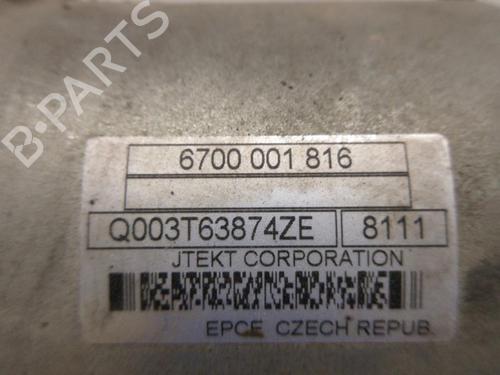 B-PARTS
6700 001 816
Q003T63874ZE 8111
JTEKT CORPORATION
EPCE CZECH REPUB